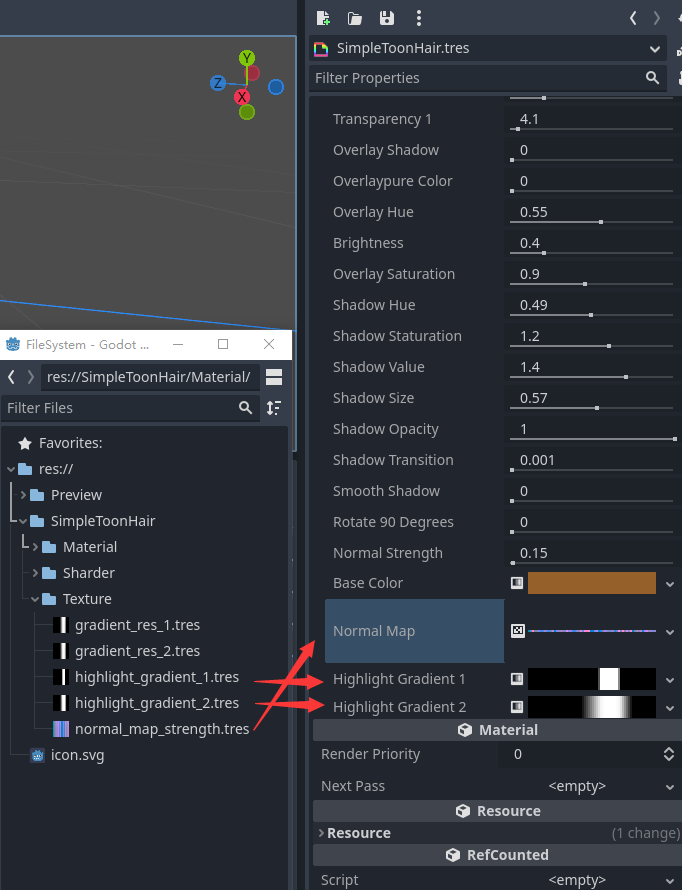 Y
Z
X
FileSystem - Godot ...
res://SimpleToonHair/Material/
Filter Files
Favorites:
res://
Preview
SimpleToonHair
Material
Sharder
Texture
gradient_res_1.tres
gradient_res_2.tres
highlight_gradient_1.tres
highlight_gradient_2.tres
normal_map_strength.tres
icon.svg
SimpleToonHair.tres
Filter Properties
Transparency 1 4.1
Overlay Shadow 0
Overlaypure Color 0
Overlay Hue 0.55
Brightness 0.4
Overlay Saturation 0.9
Shadow Hue 0.49
Shadow Staturation 1.2
Shadow Value 1.4
Shadow Size 0.57
Shadow Opacity 1
Shadow Transition 0.001
Smooth Shadow 0
Rotate 90 Degrees 0
Normal Strength 0.15
Base Color
Normal Map
Highlight Gradient 1
Highlight Gradient 2
Material
Render Priority 0
Next Pass <empty>
Resource
Resource (1 change)
RefCounted
Script <empty>